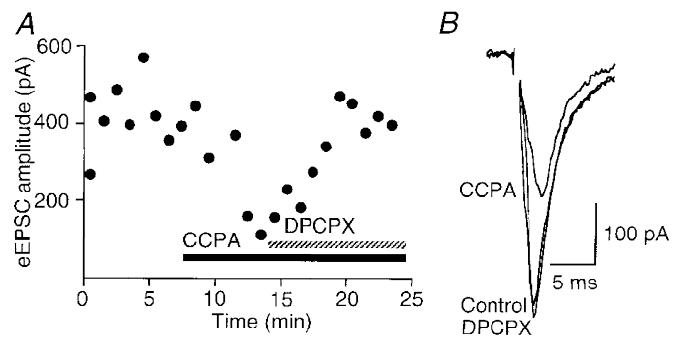 A
B
eEPSC amplitude (pA)
600
400
200
CCPA
DPCPX
0
5
10
15
20
25
Time (min)
CCPA
100 pA
5 ms
Control
DPCPX